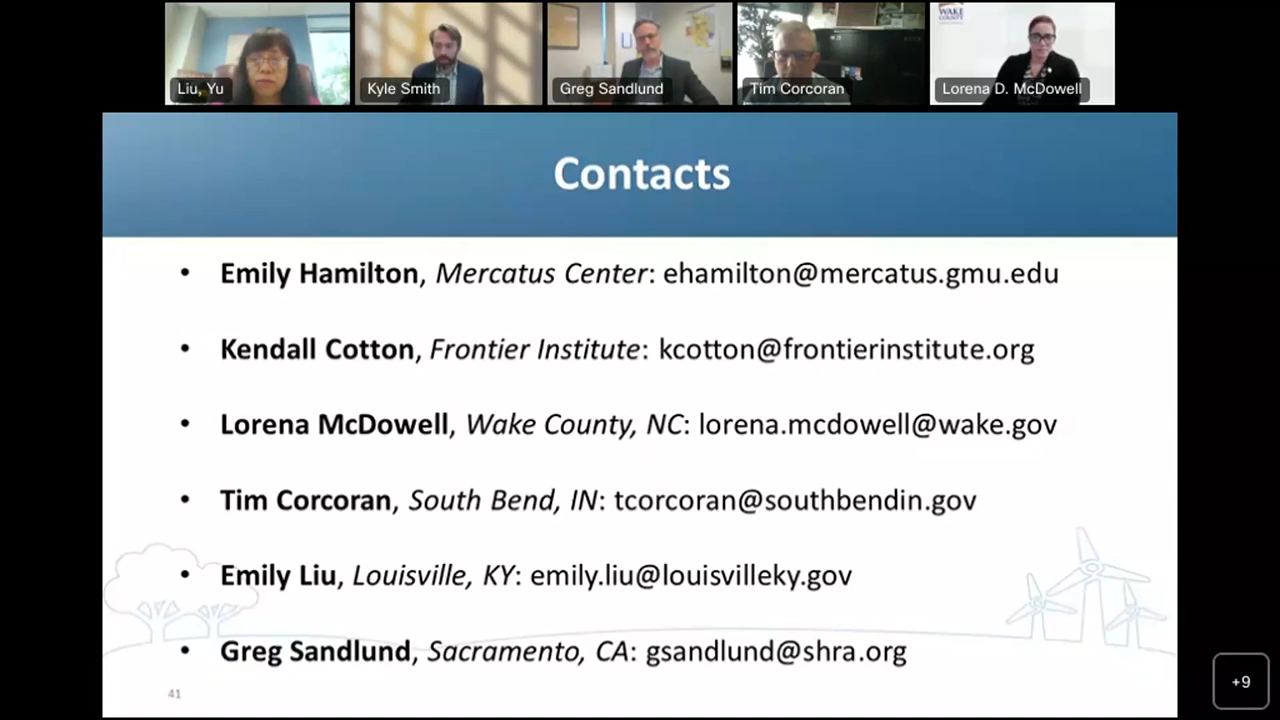 WAKE
COUNTY
Liu, Yu
Kyle Smith
Greg Sandlund
Tim Corcoran
Lorena D. McDowell
Contacts
• Emily Hamilton, Mercatus Center: ehamilton@mercatus.gmu.edu
• Kendall Cotton, Frontier Institute: kcotton@frontierinstitute.org
• Lorena McDowell, Wake County, NC: lorena.mcdowell@wake.gov
• Tim Corcoran, South Bend, IN: tcorcoran@southbendin.gov
• Emily Liu, Louisville, KY: emily.liu@louisvilleky.gov
• Greg Sandlund, Sacramento, CA: gsandlund@shra.org
41
+9